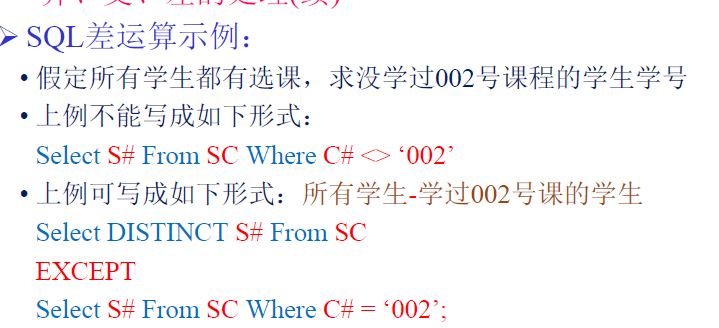 ➢ SQL差运算示例：
• 假定所有学生都有选课，求没学过002号课程的学生学号
• 上例不能写成如下形式：
Select S# From SC Where C# <> ‘002’
• 上例可写成如下形式：所有学生-学过002号课的学生
Select DISTINCT S# From SC
EXCEPT
Select S# From SC Where C# = ‘002’;